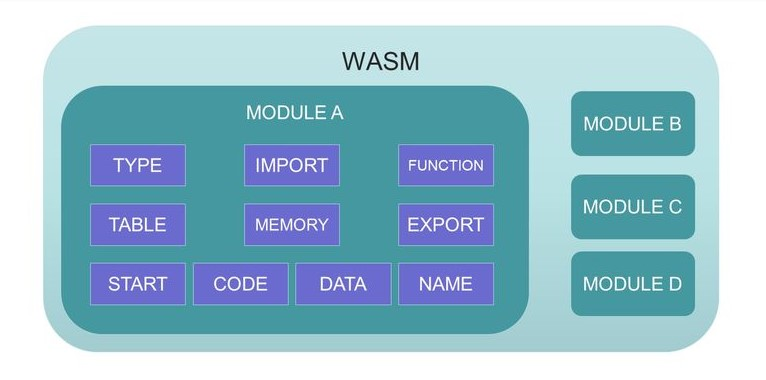 WASM
MODULE A
TYPE
IMPORT
FUNCTION
TABLE
MEMORY
EXPORT
START
CODE
DATA
NAME
MODULE B
MODULE C
MODULE D